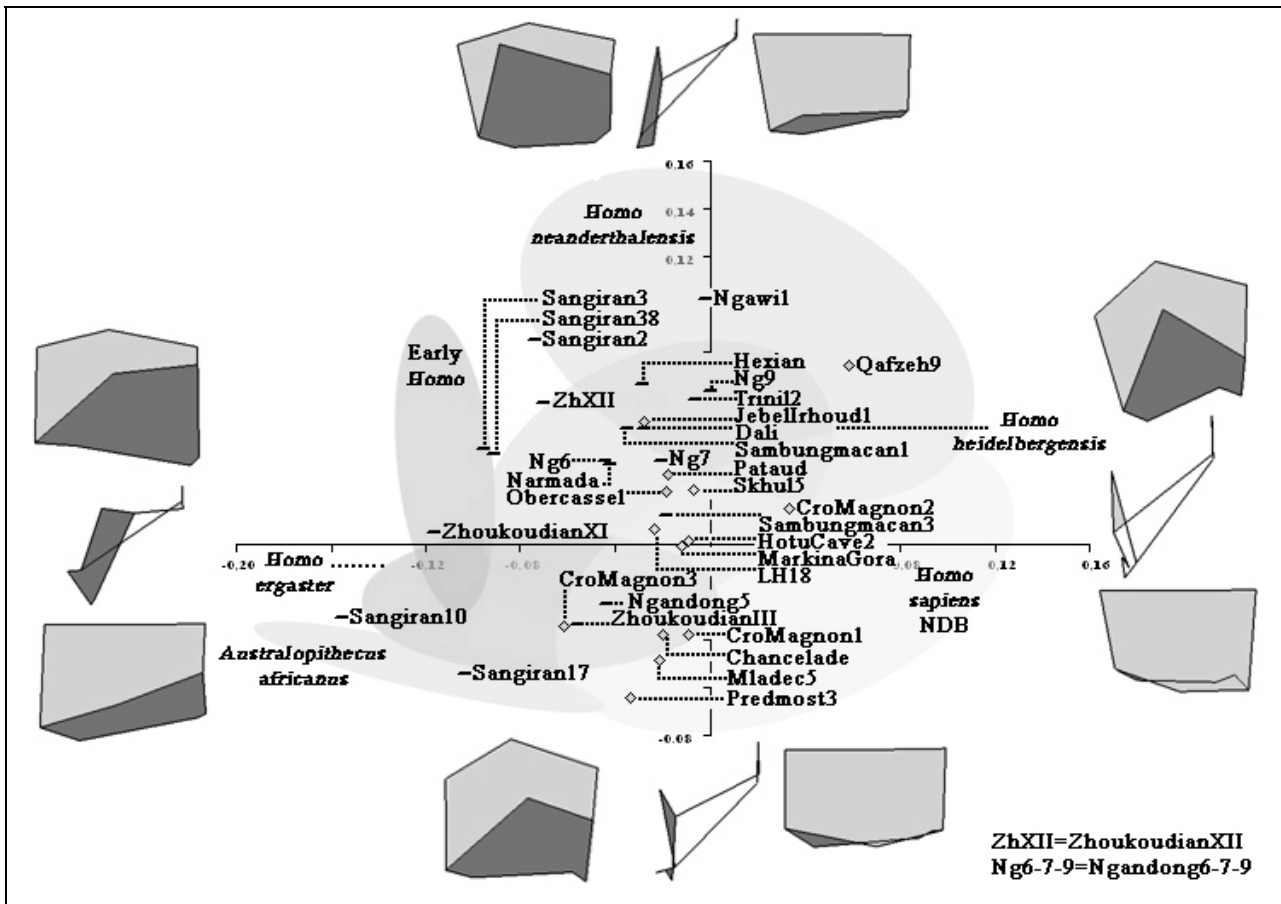 0,16
Homo
neanderthalensis
0,14
0,12
Sangiran3
Ngawi1
Sangiran38
Sangiran2
Early
Homo
Hexian
Qafzeh9
Ng9
ZhXII
Trinil2
JebelIrhoud1
Homo
heidelbergensis
Dali
Sambungmacan1
Ng6
Ng7
Narmada
Pataud
Obercassel
Skhul5
CroMagnon2
Sambungmacan3
ZhoukoudianXI
HotuCave2
MarkinaGora
-0,20
Homo
ergaster
-0,12
-0,08
LH18
0,08
Homo
sapiens
NDB
0,12
0,16
CroMagnon3
Ngandong5
Sangiran10
ZhoukoudianIII
CroMagnon1
Australopithecus
africanus
Chancelade
Sangiran17
Mladec5
Predmost3
-0,08
ZhXII=ZhoukoudianXII
Ng6-7-9=Ngandong6-7-9